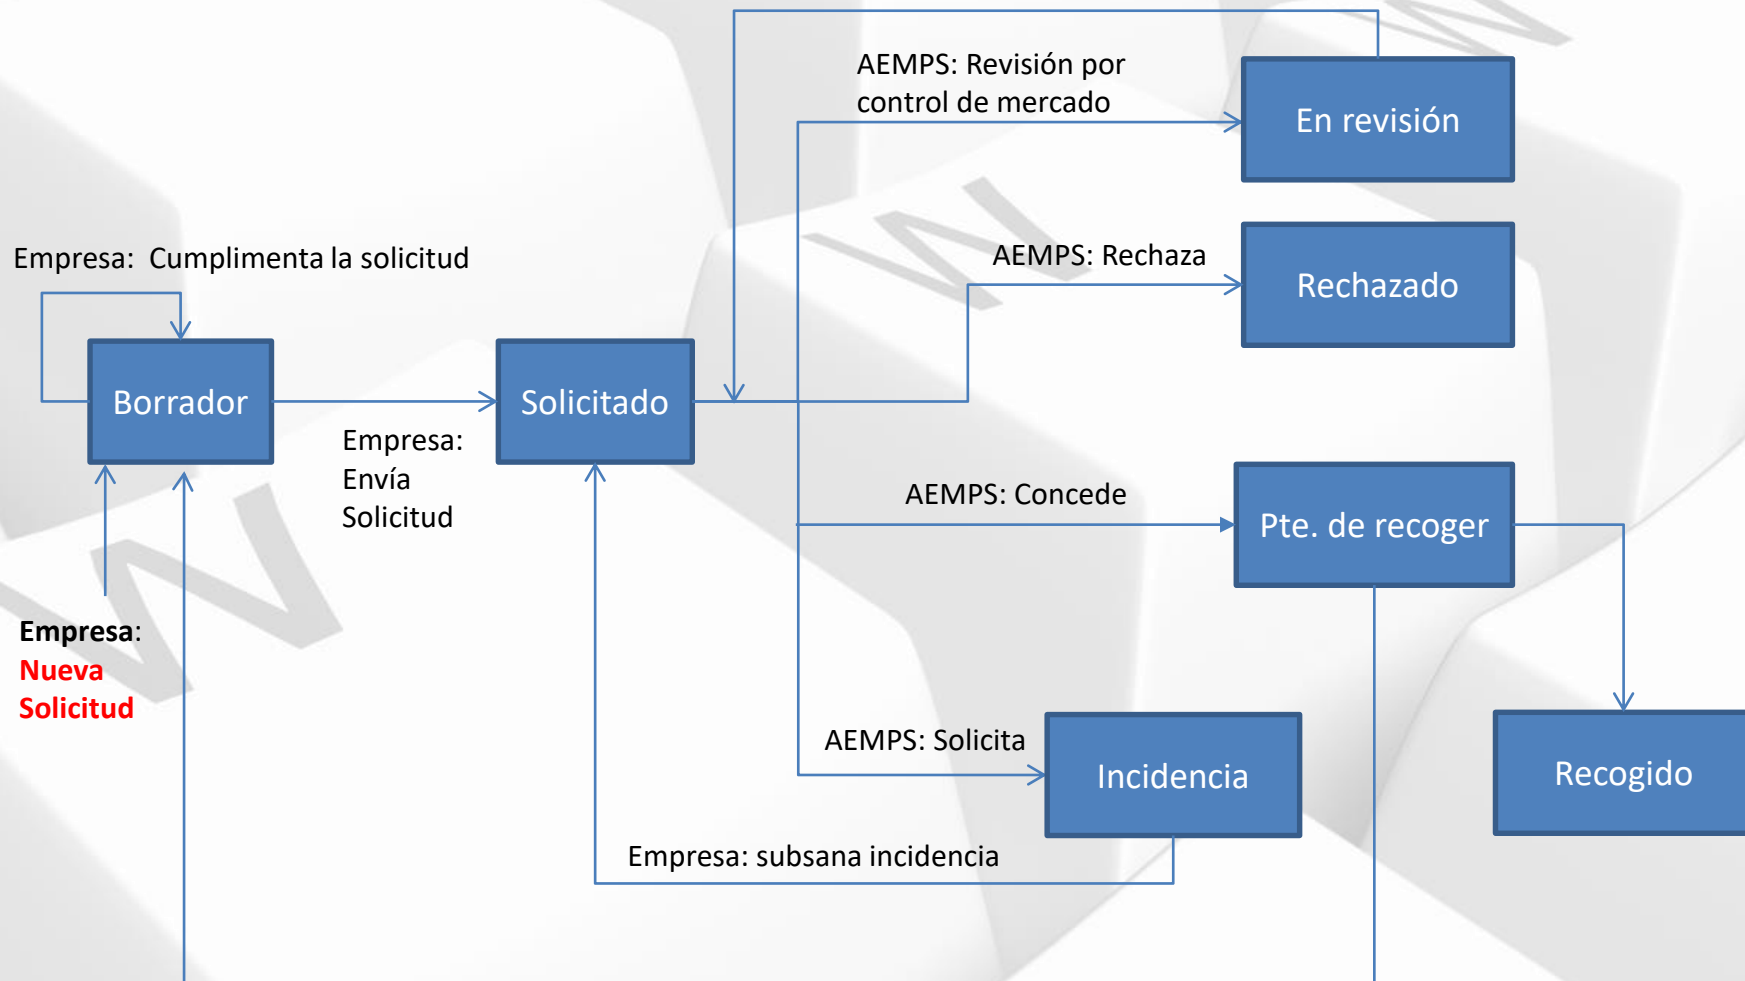 AEMPS: Revisión por
control de mercado
En revisión
AEMPS: Rechaza
Rechazado
Empresa:  Cumplimenta la solicitud
Borrador
Solicitado
Empresa:
Envía
Solicitud
AEMPS: Concede
Pte. de recoger
Empresa:
Nueva
Solicitud
AEMPS: Solicita
Incidencia
Recogido
Empresa: subsana incidencia